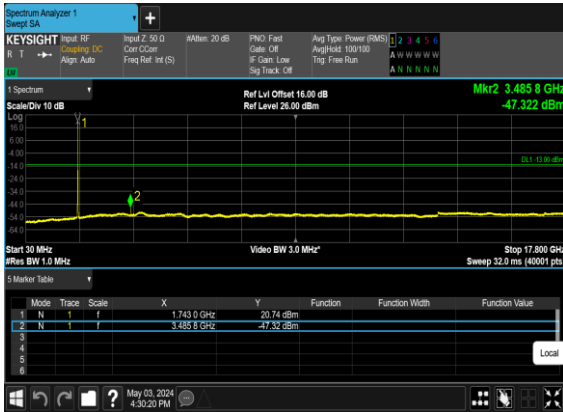 Spectrum Analyzer 1
Swept SA
+
KEYSIGHT Input: RF Input Z: 50 Ω #Atten: 20 dB PNO: Fast Avg Type: Power (RMS) 1 2 3 4 5 6
R T Coupling: DC Corr CCorr Gate: Off Avg|Hold: 100/100 A W W W W W
Align: Auto Freq Ref: Int (S) IF Gain: Low Trig: Free Run
Sig Track: Off A N N N N N
1 Spectrum Ref Lvl Offset 16.00 dB Mkr2 3.485 8 GHz
Scale/Div 10 dB Ref Level 26.00 dBm -47.322 dBm
Log
16.0 1
6.00
-4.00
-14.0 DL1 -13.00 dBm
-24.0
-34.0
-44.0 2
-54.0
-64.0
Start 30 MHz Video BW 3.0 MHz* Stop 17.800 GHz
#Res BW 1.0 MHz Sweep 32.0 ms (40001 pts)
5 Marker Table
Mode Trace Scale X Y Function Function Width Function Value
1 N 1 f 1.743 0 GHz 20.74 dBm
2 N 1 f 3.485 8 GHz -47.32 dBm
3
4
5
6
Local
? May 03, 2024
4:30:20 PM